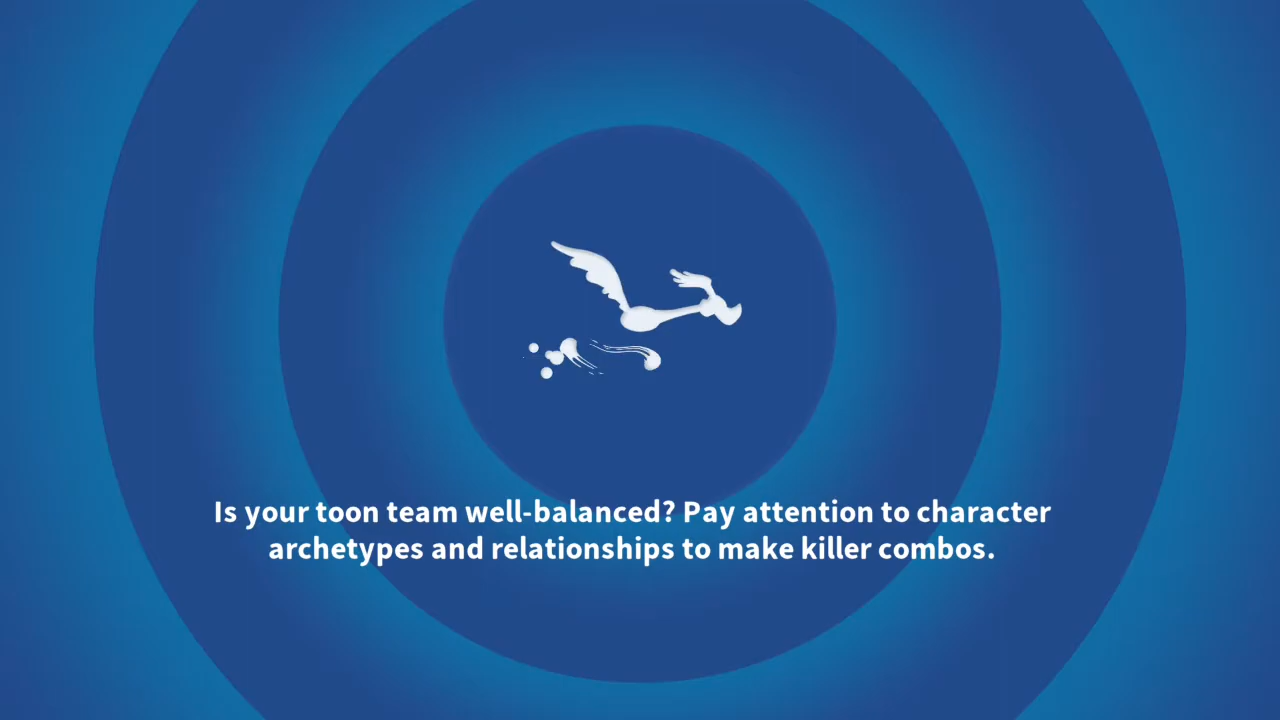 Is your toon team well-balanced? Pay attention to character
archetypes and relationships to make killer combos.